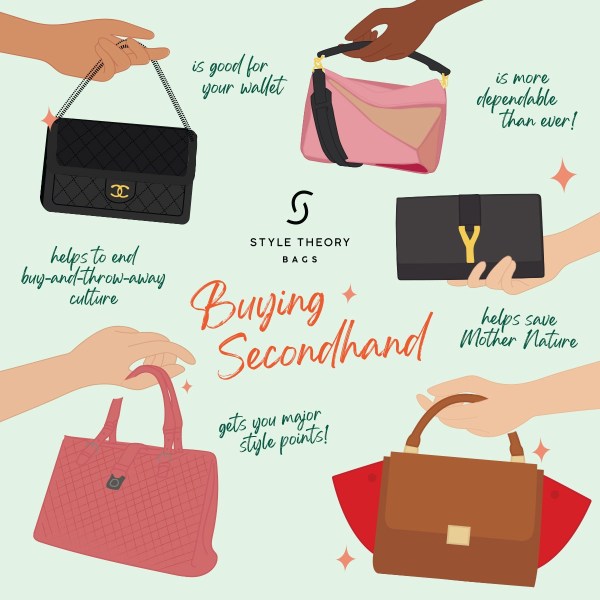 is good for
your wallet
is more
dependable
than ever!
STYLE THEORY
BAGS
helps to end
buy-and-throw-away
culture
Buying
Secondhand
helps save
Mother Nature
gets you major
style points!